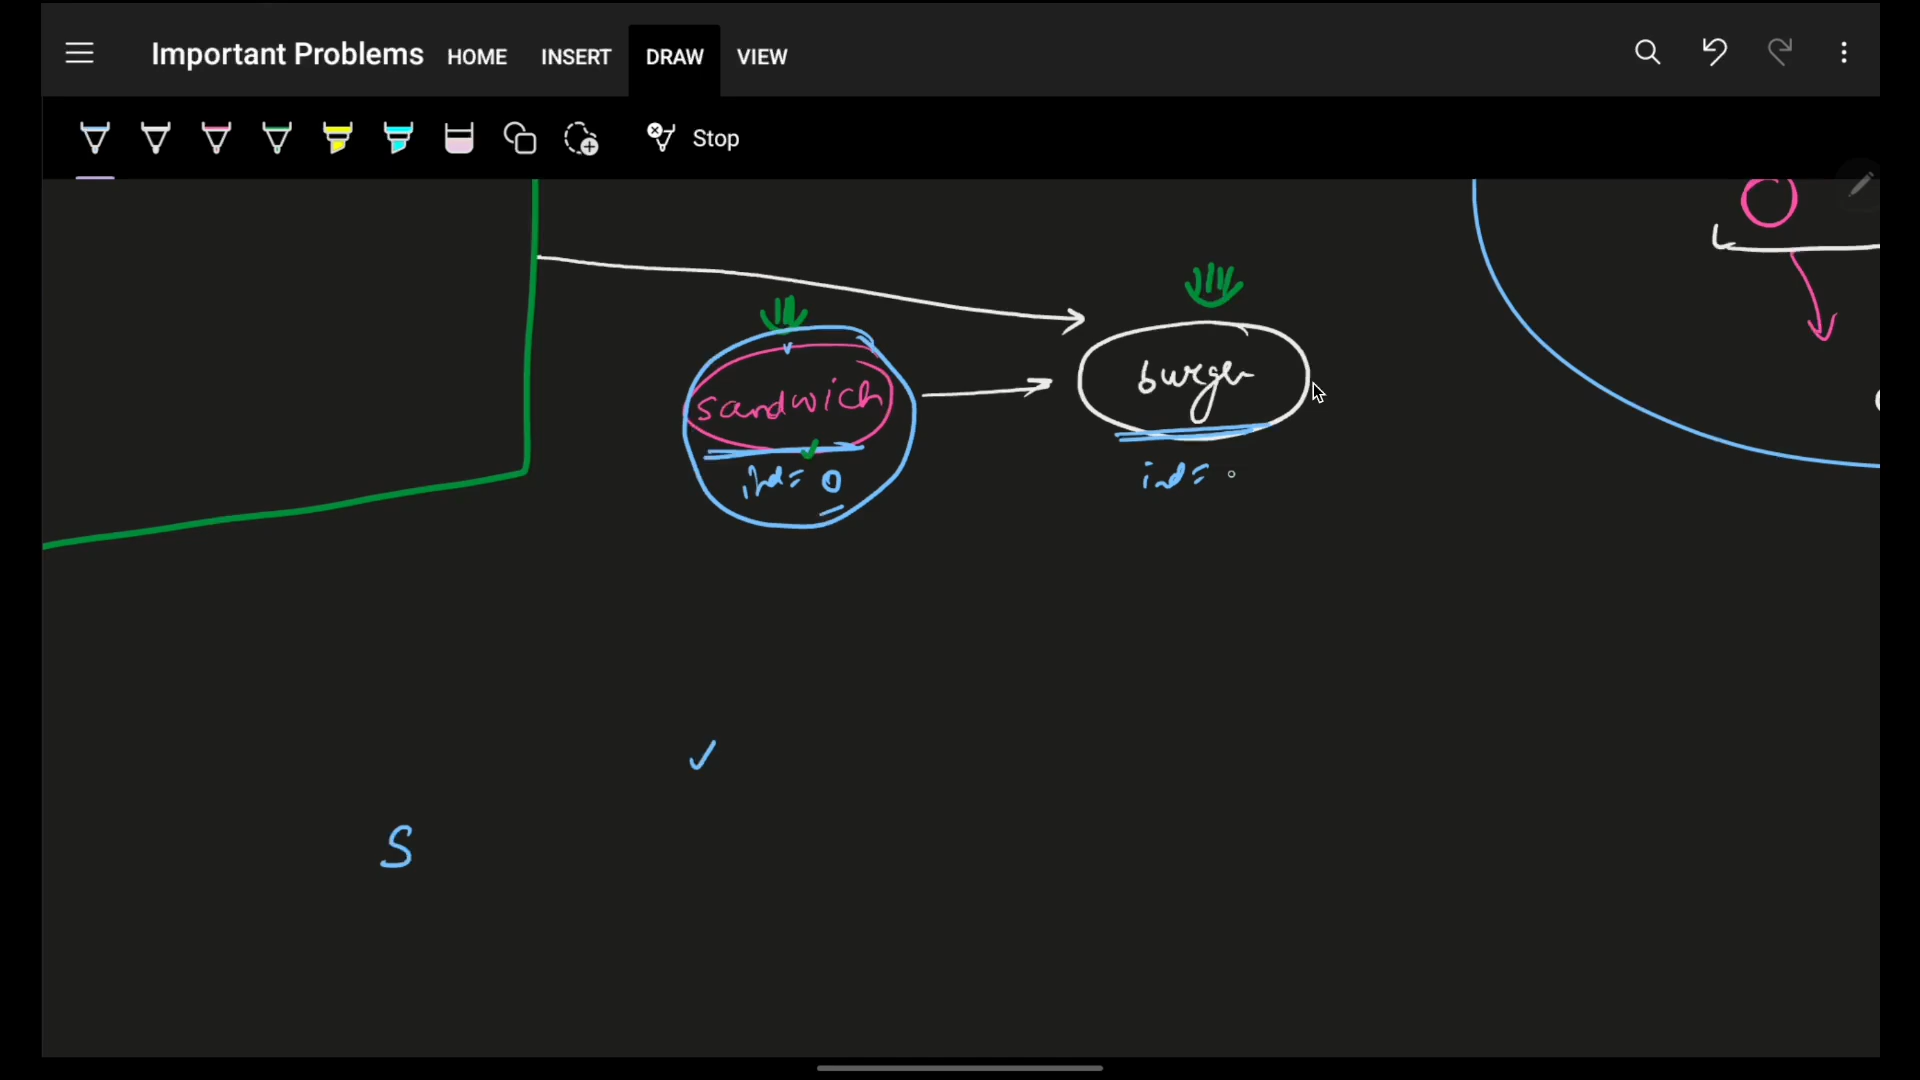 Important Problems HOME INSERT DRAW VIEW
Stop
sandwich
burger
ind= 0
ind=
S